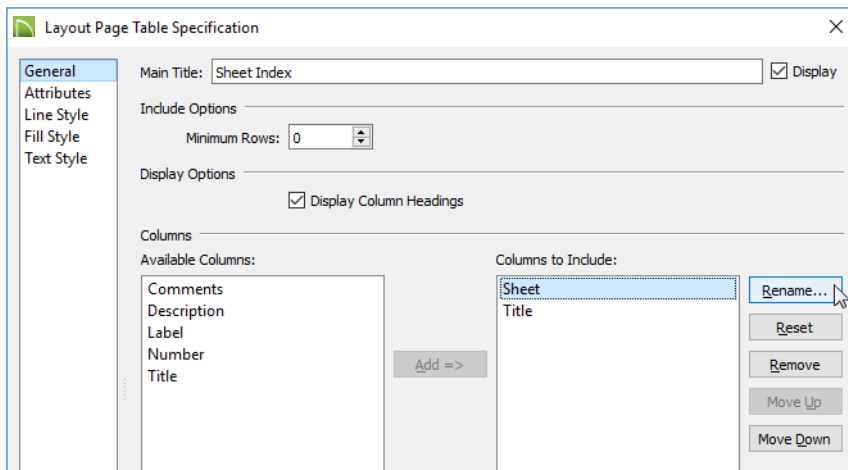 Layout Page Table Specification
General
Attributes
Line Style
Fill Style
Text Style
Main Title: Sheet Index Display
Include Options
Minimum Rows: 0
Display Options
Display Column Headings
Columns
Available Columns:
Comments
Description
Label
Number
Title
Add =>
Columns to Include:
Sheet
Title
Rename...
Reset
Remove
Move Up
Move Down